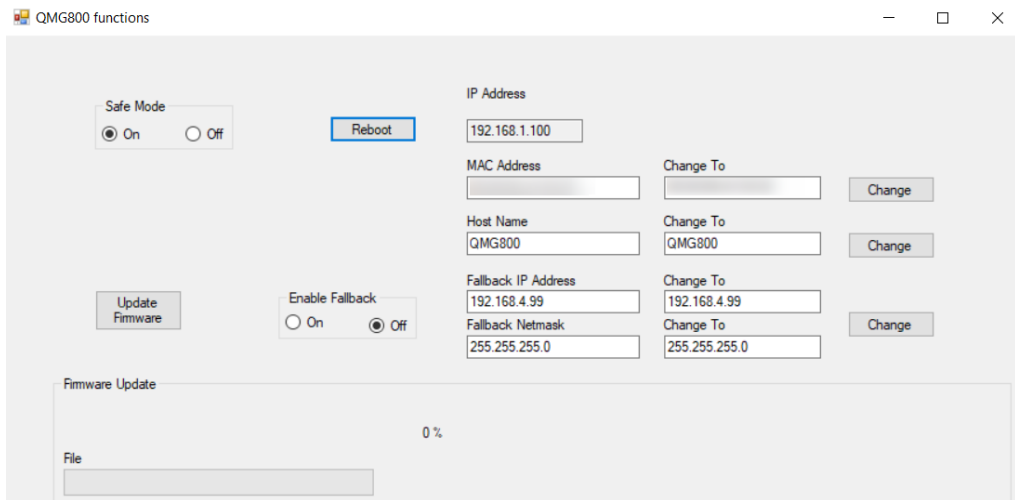 QMG800 functions
Safe Mode
On
Off
Reboot
IP Address
192.168.1.100
MAC Address
Change To
Change
Host Name
Change To
QMG800
QMG800
Change
Update
Firmware
Enable Fallback
On
Off
Fallback IP Address
Change To
192.168.4.99
192.168.4.99
Fallback Netmask
Change To
Change
255.255.255.0
255.255.255.0
Firmware Update
0 %
File